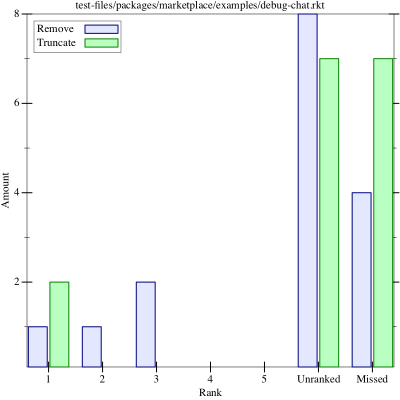 test-files/packages/marketplace/examples/debug-chat.rkt
Remove
Truncate
8
6
4
2
Amount
1 2 3 4 5 Unranked Missed
Rank